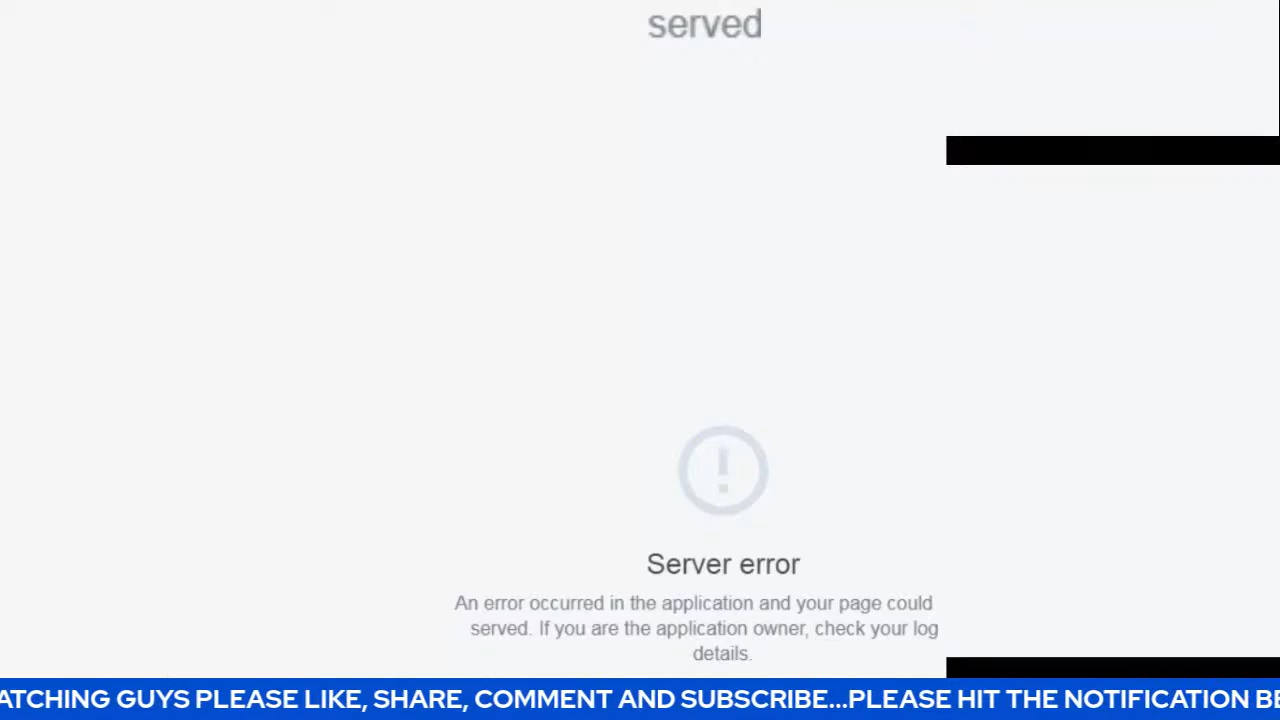 served
Server error
An error occurred in the application and your page could
served. If you are the application owner, check your log
details.
ATCHING GUYS PLEASE LIKE, SHARE, COMMENT AND SUBSCRIBE...PLEASE HIT THE NOTIFICATION BE